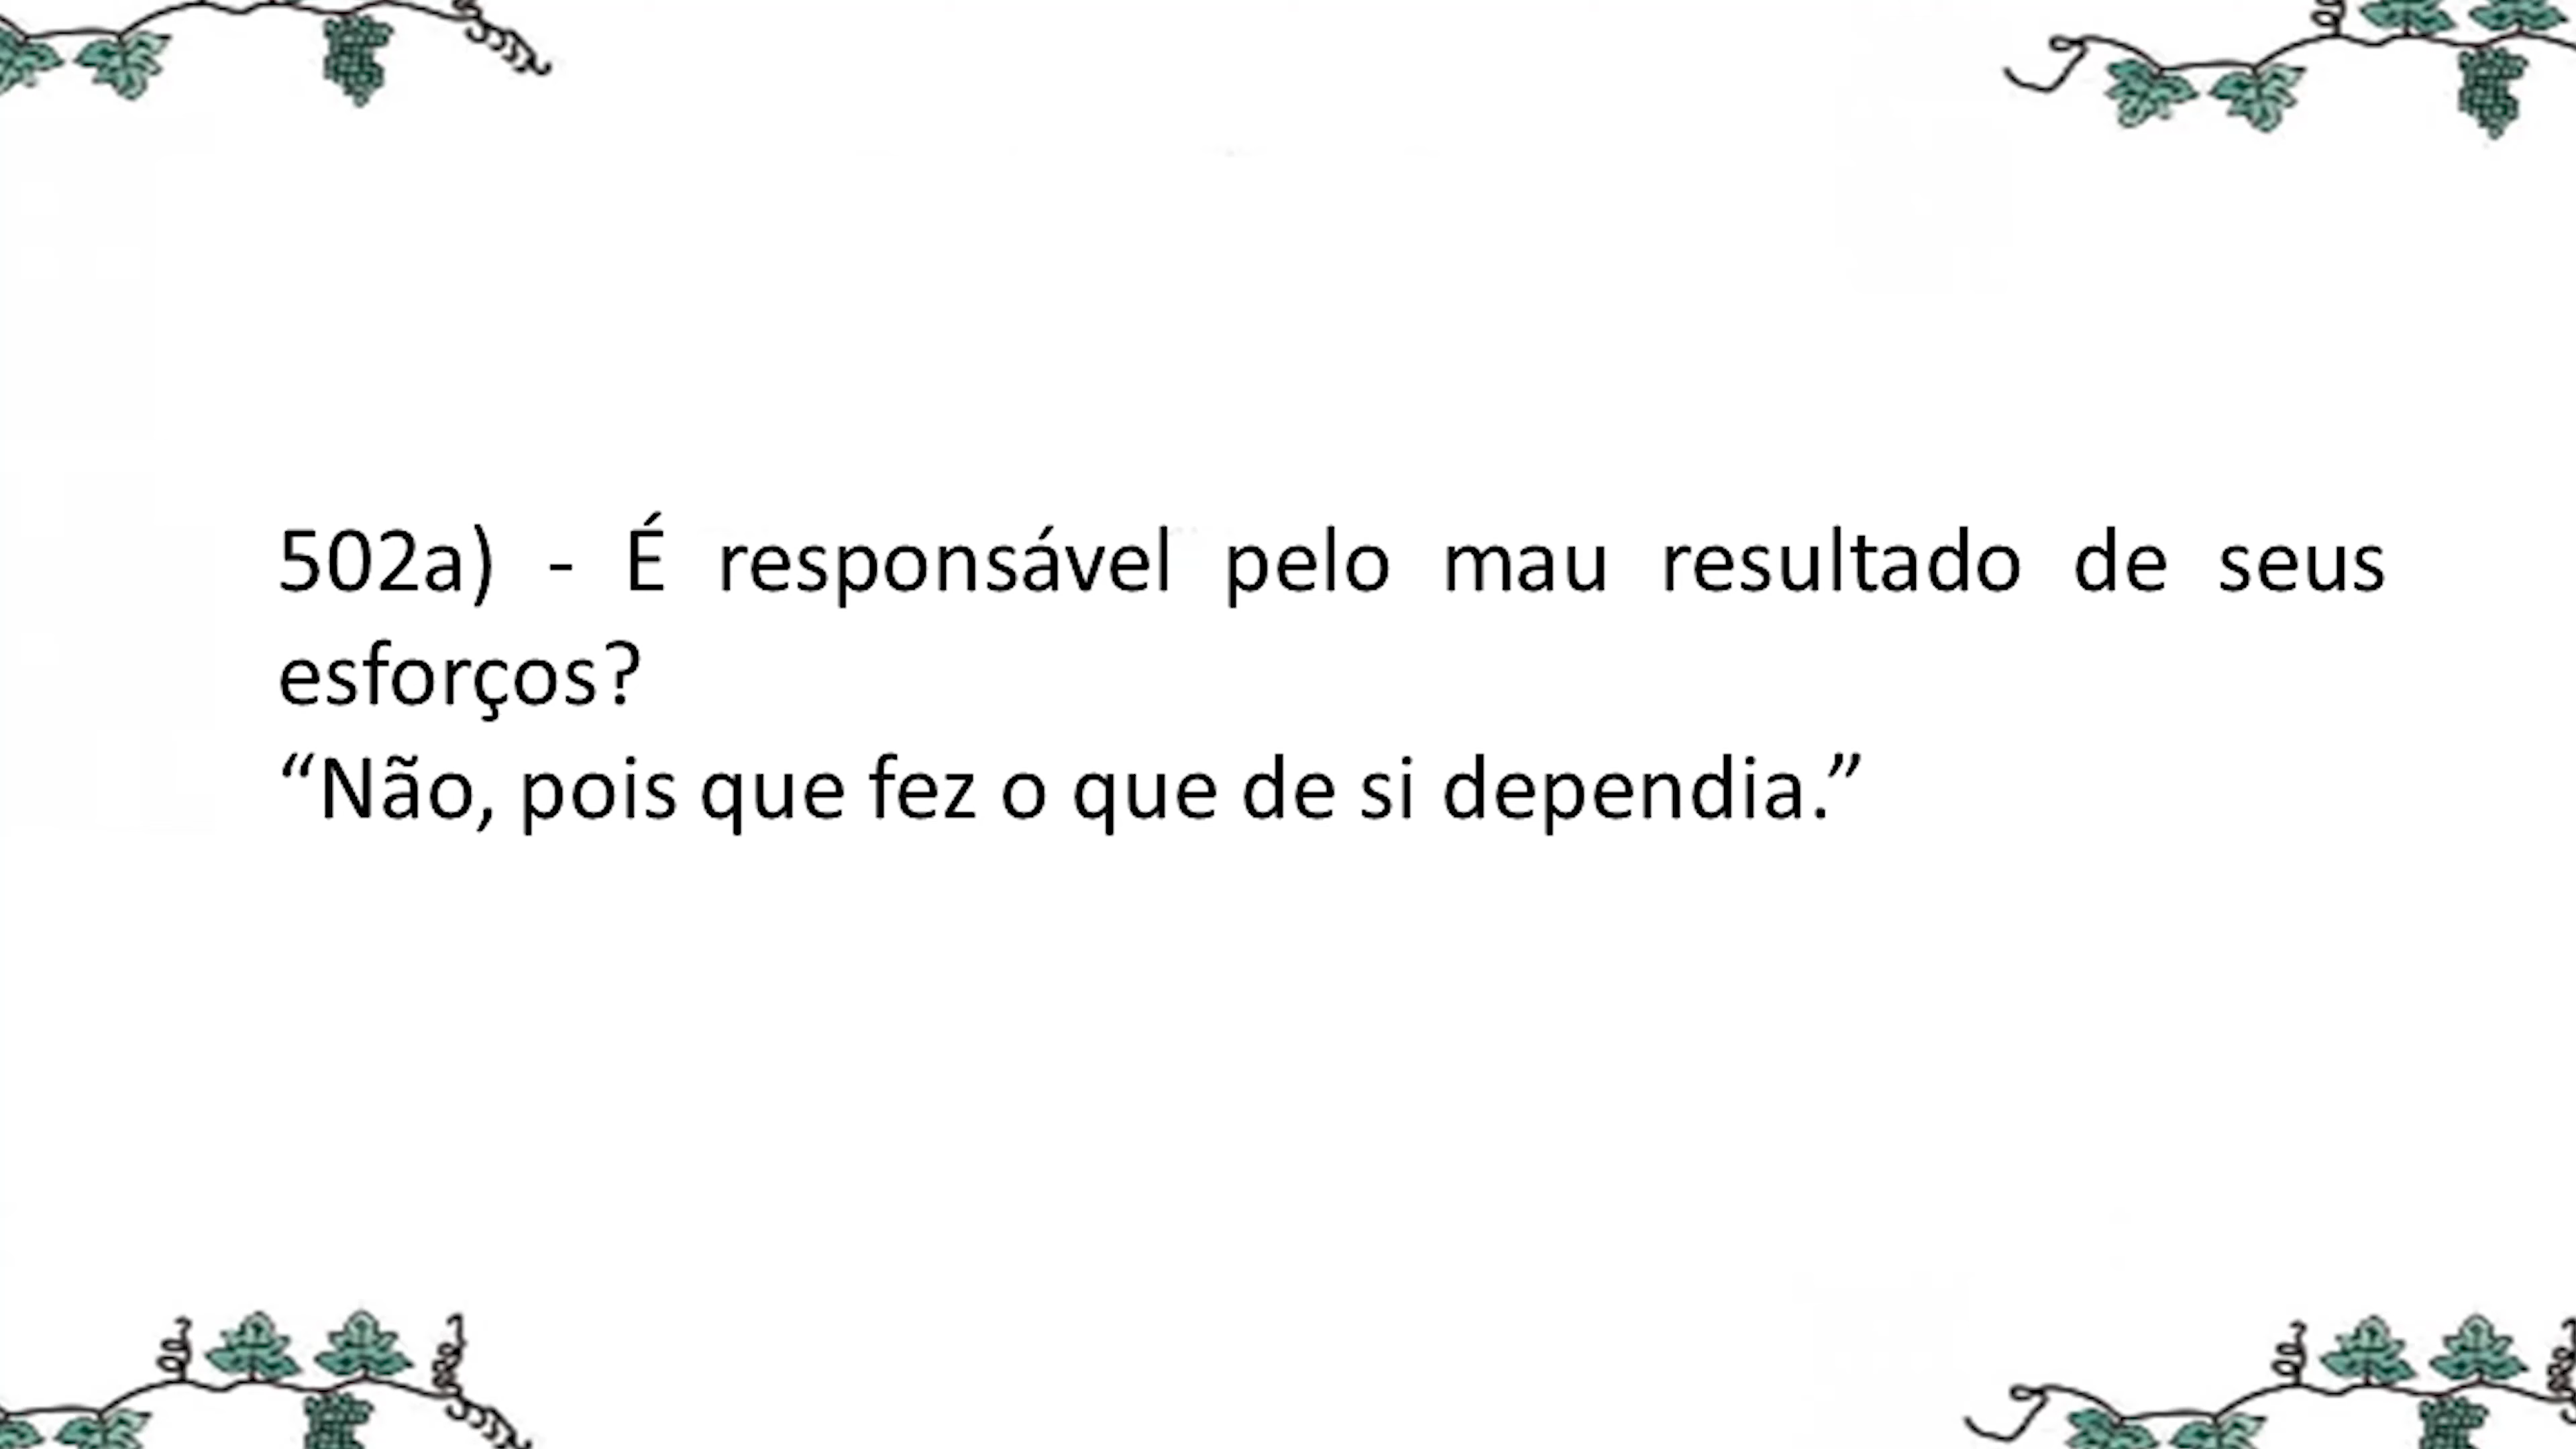 502a) - É responsável pelo mau resultado de seus
esforços?
“Não, pois que fez o que de si dependia.”